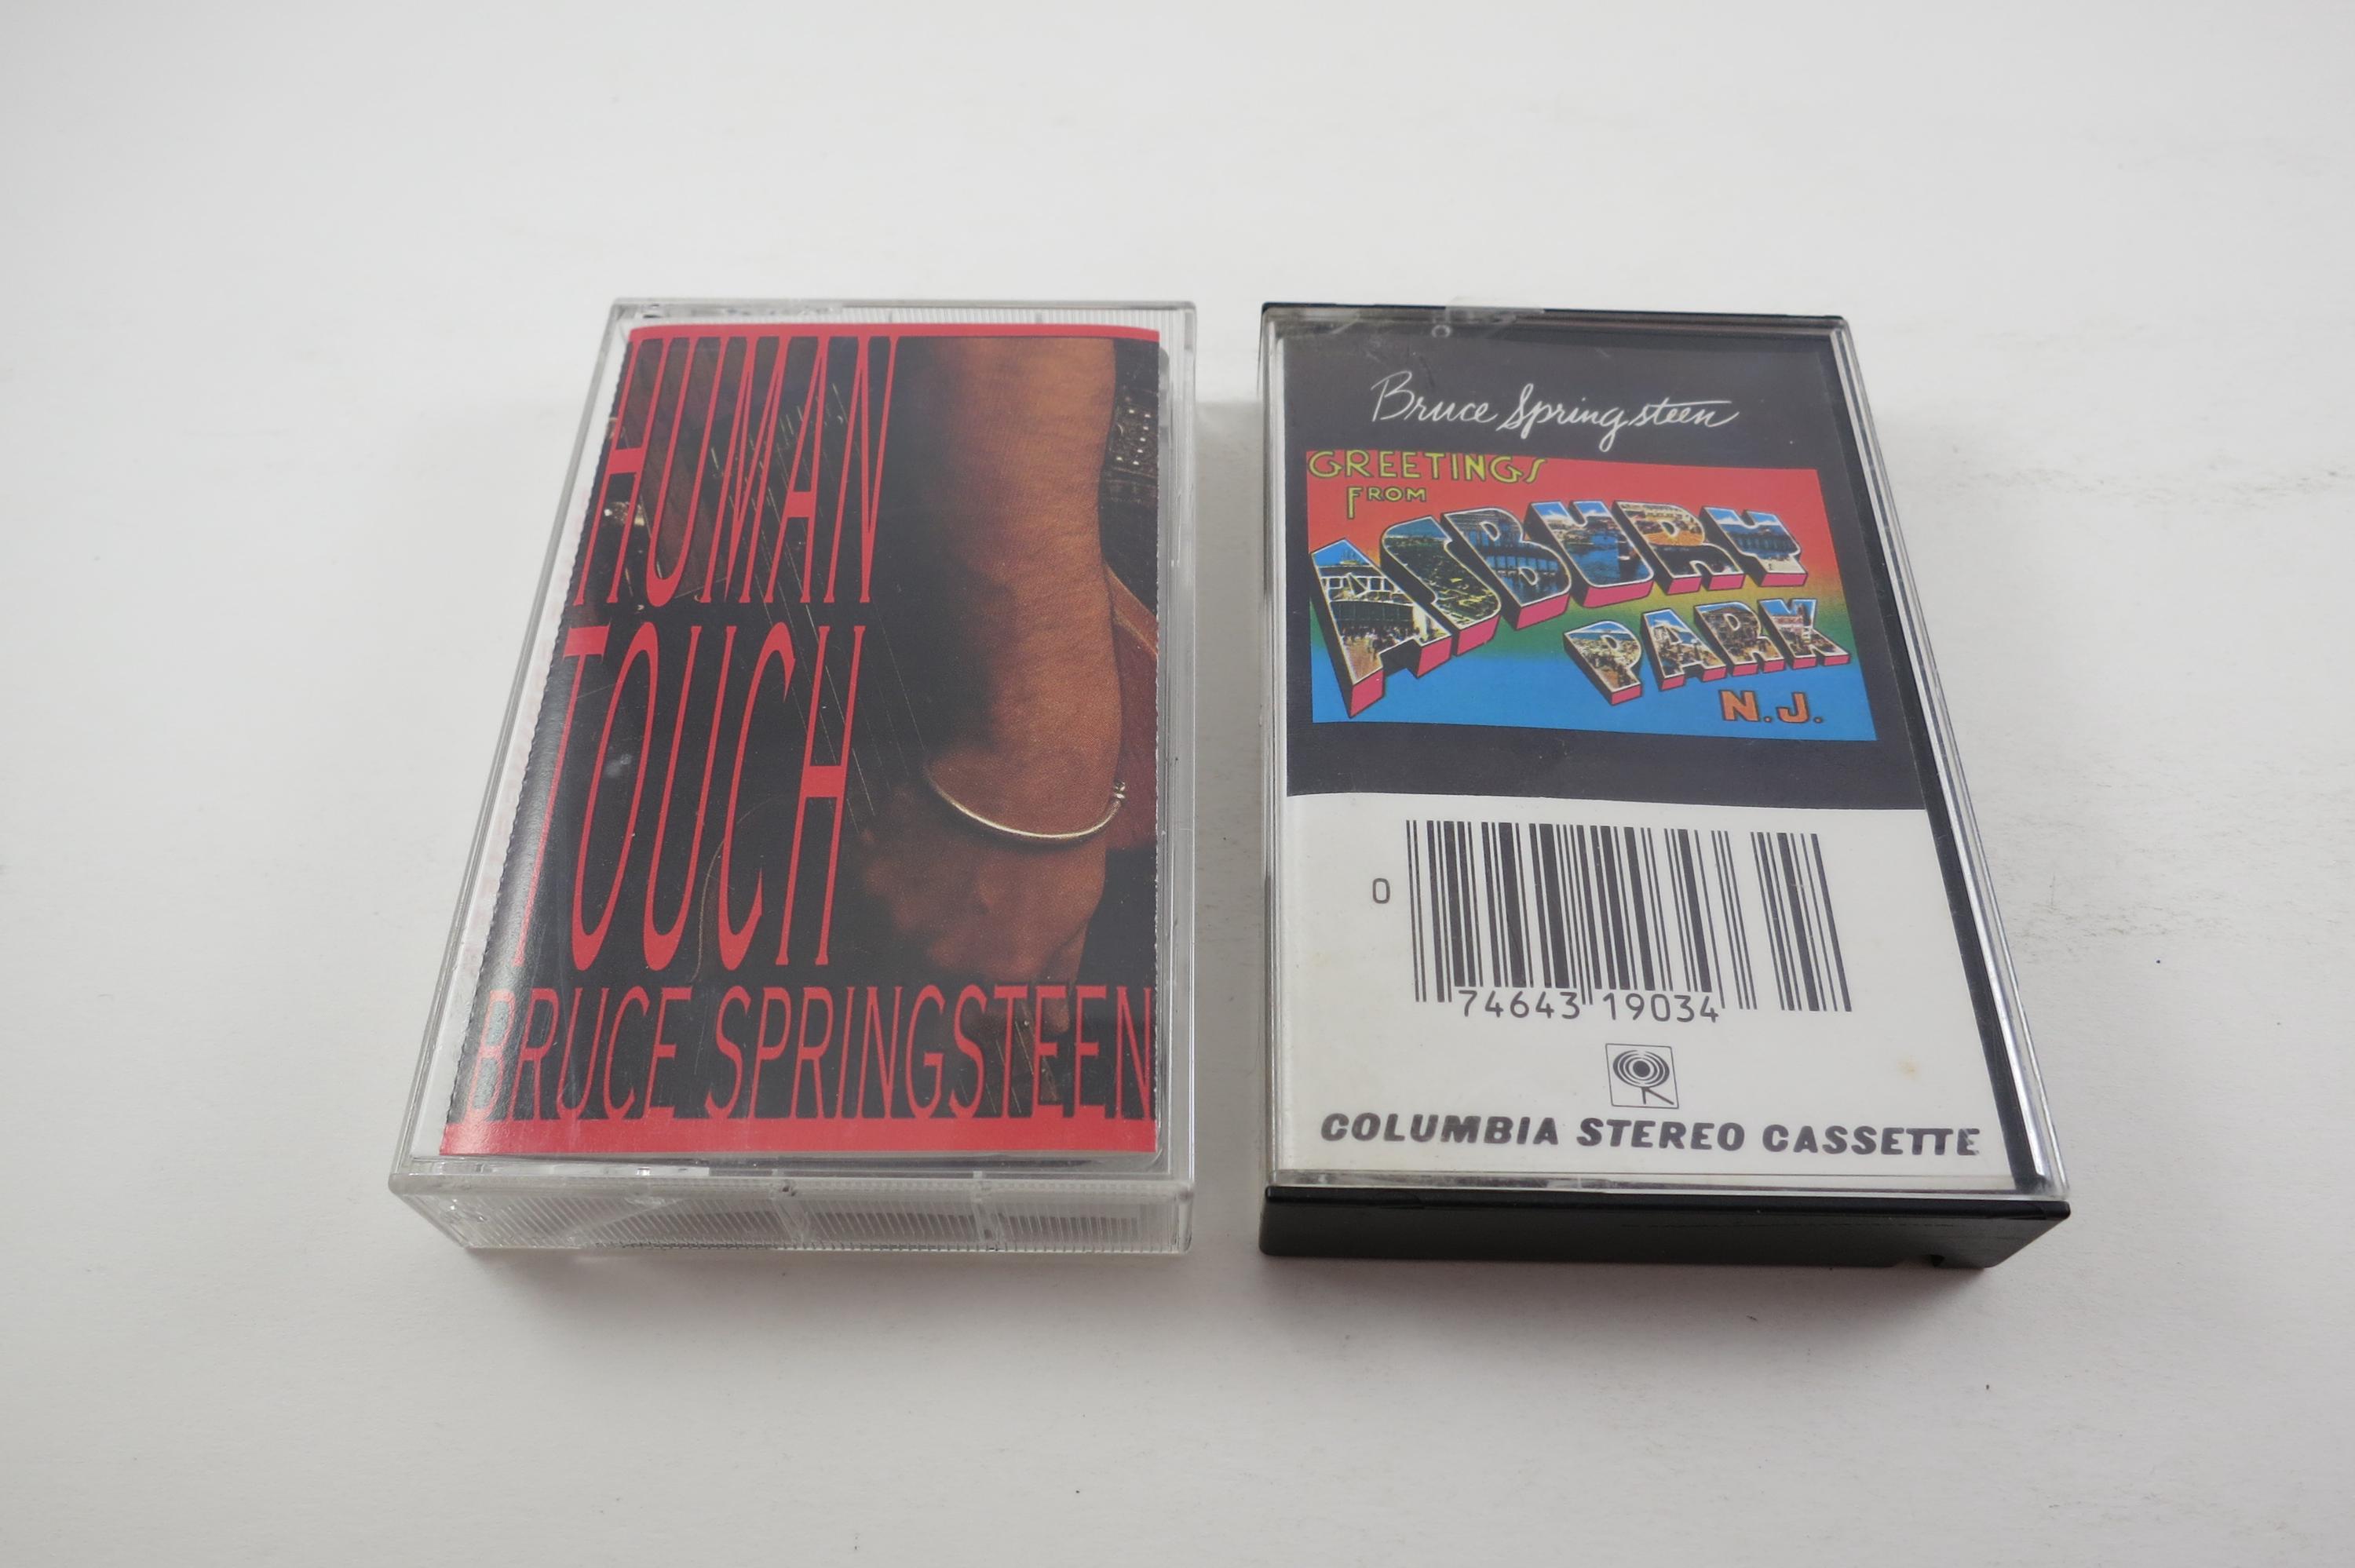 HUMAN
TOUCH
BRUCE SPRINGSTEEN
Bruce Springsteen
GREETINGS
FROM
ASBURY
PARK
N.J.
0 74643 19034
COLUMBIA STEREO CASSETTE